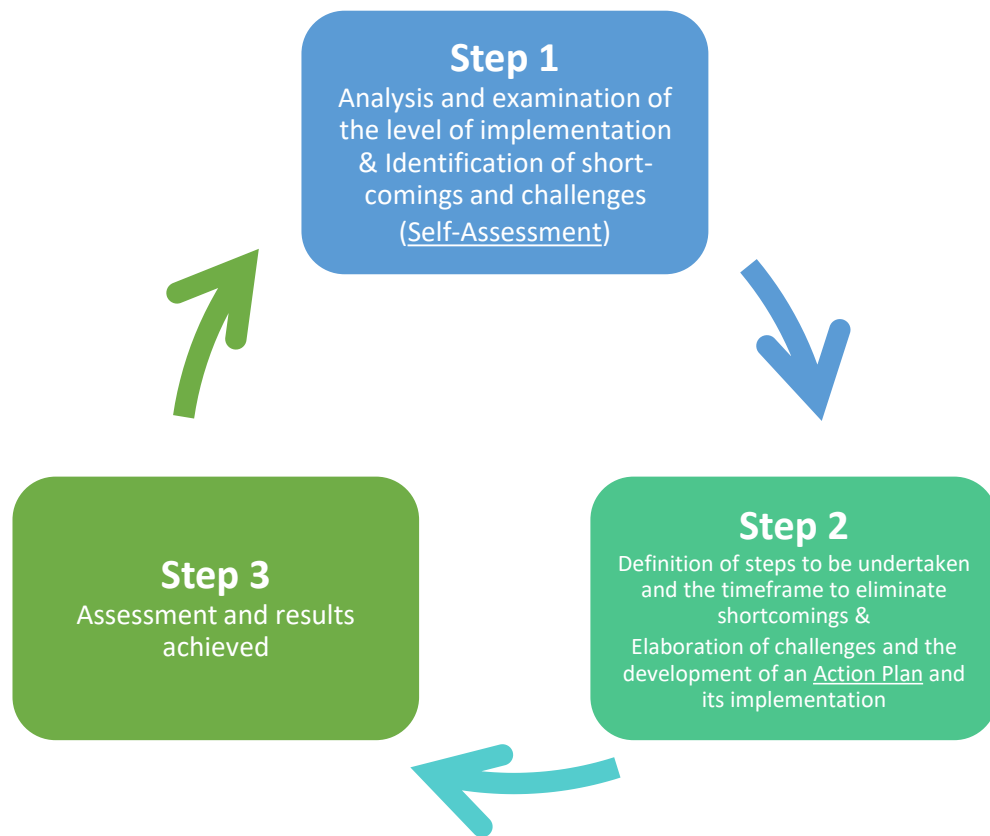 Step 1
Analysis and examination of
the level of implementation
& Identification of short-
comings and challenges
(Self-Assessment)
Step 2
Definition of steps to be undertaken
and the timeframe to eliminate
shortcomings &
Elaboration of challenges and the
development of an Action Plan and
its implementation
Step 3
Assessment and results
achieved